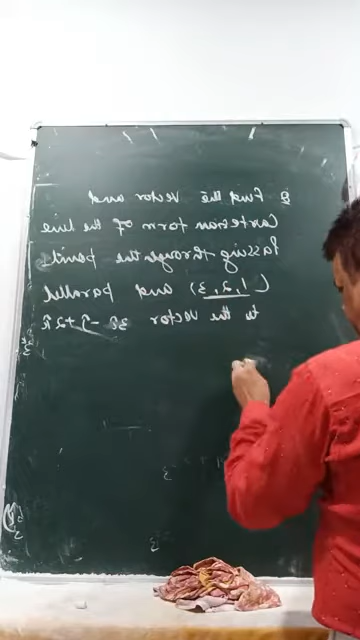 Q Find the vector and
Cartesian form of the line
Passing through the point
(1, 2, 3) and parallel
to the vector 3î - ĵ + 2k̂